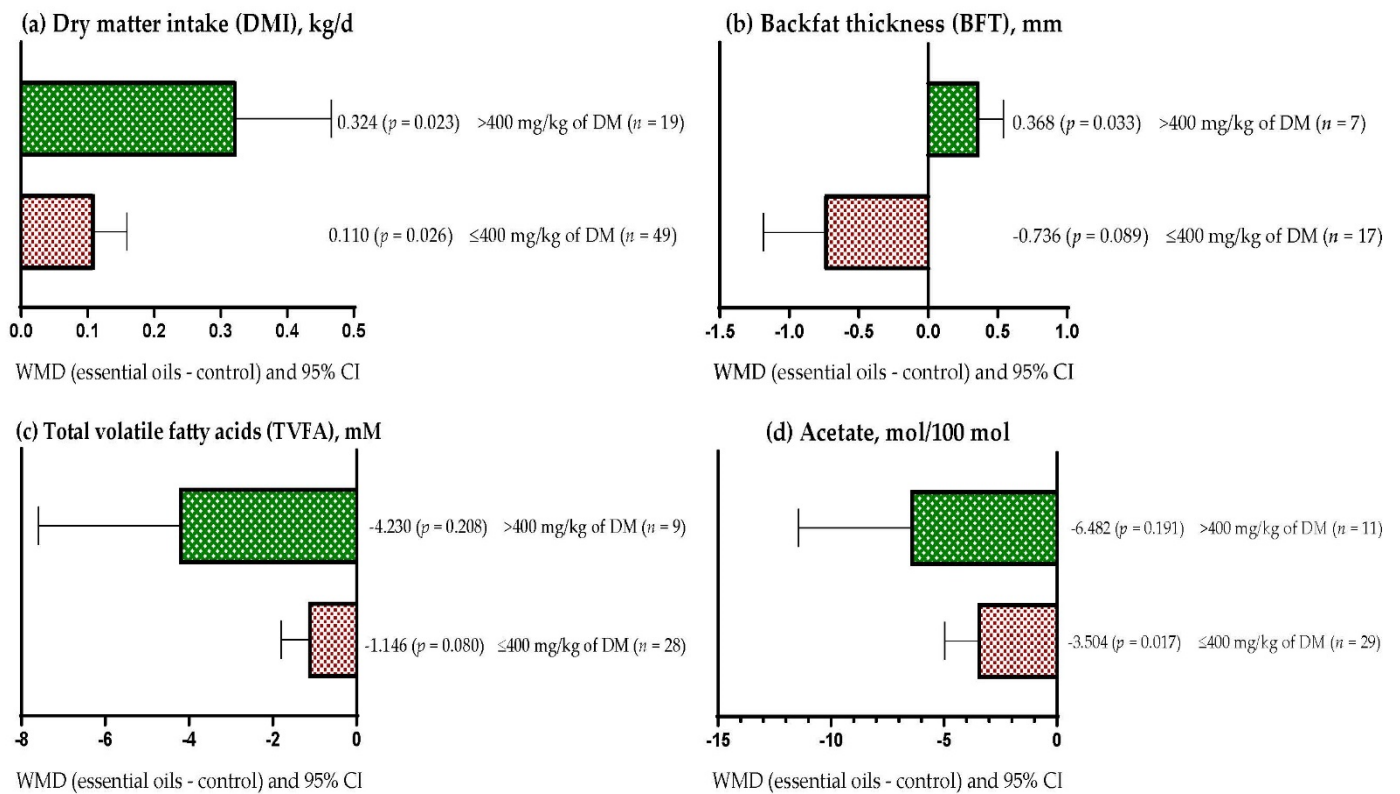 (a) Dry matter intake (DMI), kg/d
0.324 (p = 0.023) >400 mg/kg of DM (n = 19)
0.110 (p = 0.026) ≤400 mg/kg of DM (n = 49)
0.0 0.1 0.2 0.3 0.4 0.5
WMD (essential oils - control) and 95% CI
(b) Backfat thickness (BFT), mm
0.368 (p = 0.033) >400 mg/kg of DM (n = 7)
-0.736 (p = 0.089) ≤400 mg/kg of DM (n = 17)
-1.5 -1.0 -0.5 0.0 0.5 1.0
WMD (essential oils - control) and 95% CI
(c) Total volatile fatty acids (TVFA), mM
-4.230 (p = 0.208) >400 mg/kg of DM (n = 9)
-1.146 (p = 0.080) ≤400 mg/kg of DM (n = 28)
-8 -6 -4 -2 0
WMD (essential oils - control) and 95% CI
(d) Acetate, mol/100 mol
-6.482 (p = 0.191) >400 mg/kg of DM (n = 11)
-3.504 (p = 0.017) ≤400 mg/kg of DM (n = 29)
-15 -10 -5 0
WMD (essential oils - control) and 95% CI